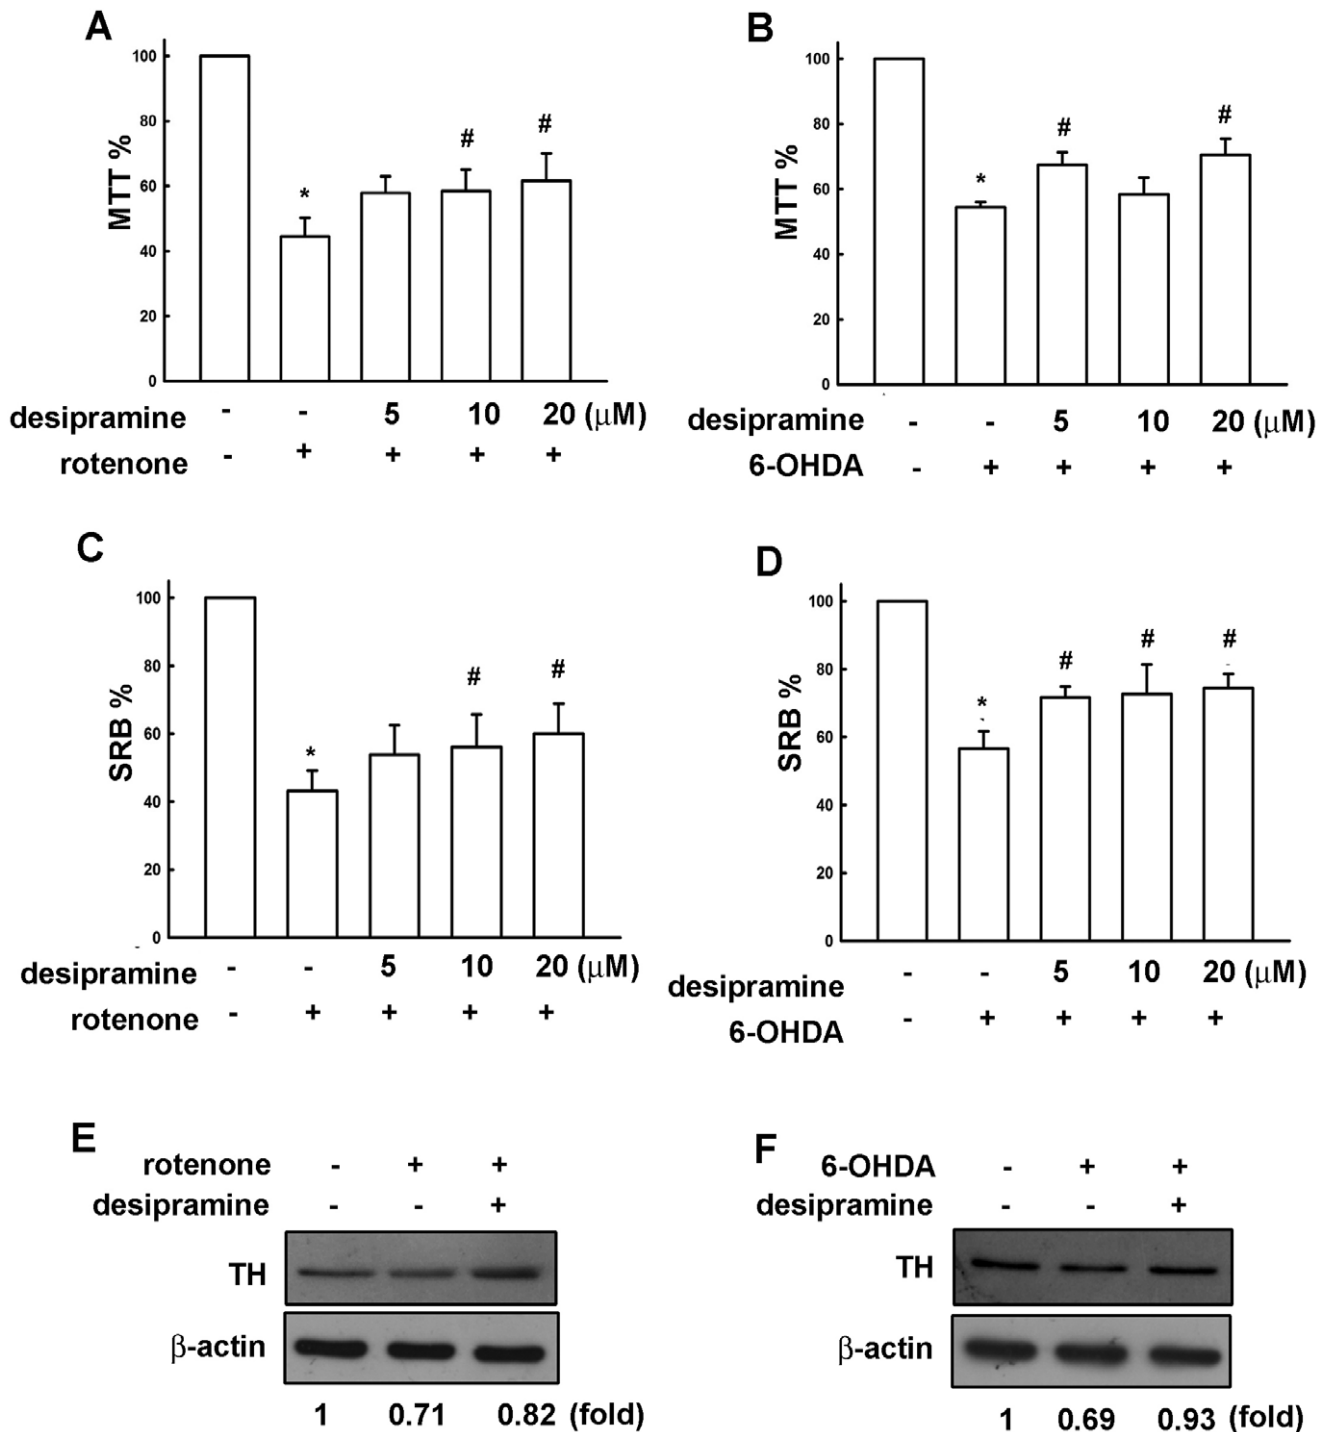 A
MTT %
100
80
60
40
20
0
*
#
#
desipramine - - 5 10 20 (μM)
rotenone - + + + +
B
MTT %
100
80
60
40
20
0
*
#
#
desipramine - - 5 10 20 (μM)
6-OHDA - + + + +
C
SRB %
100
80
60
40
20
0
*
#
#
desipramine - - 5 10 20 (μM)
rotenone - + + + +
D
SRB %
100
80
60
40
20
0
*
#
#
#
desipramine - - 5 10 20 (μM)
6-OHDA - + + + +
E
rotenone - + +
desipramine - - +
TH
β-actin
1 0.71 0.82 (fold)
F
6-OHDA - + +
desipramine - - +
TH
β-actin
1 0.69 0.93 (fold)